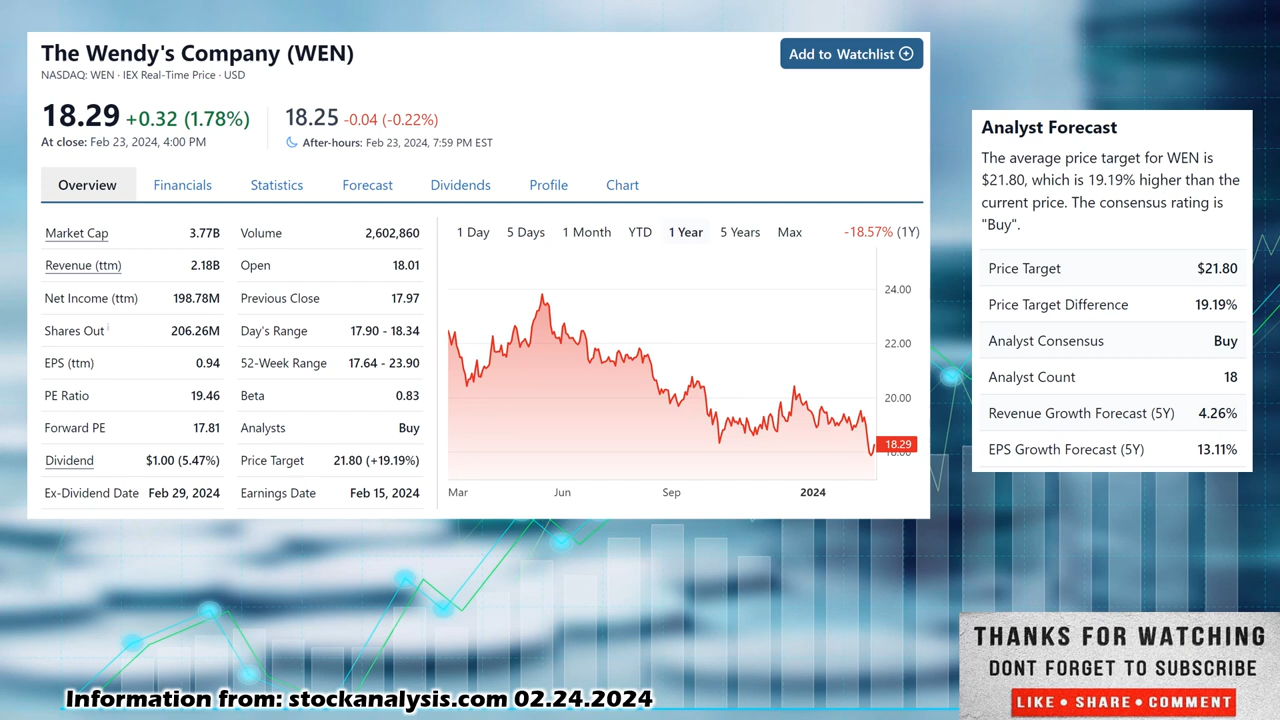 The Wendy's Company (WEN)
Add to Watchlist
NASDAQ: WEN · IEX Real-Time Price · USD
18.29 +0.32 (1.78%)
18.25 -0.04 (-0.22%)
At close: Feb 23, 2024, 4:00 PM
After-hours: Feb 23, 2024, 7:59 PM EST
Overview Financials Statistics Forecast Dividends Profile Chart
Market Cap 3.77B
Revenue (ttm) 2.18B
Net Income (ttm) 198.78M
Shares Out 206.26M
EPS (ttm) 0.94
PE Ratio 19.46
Forward PE 17.81
Dividend $1.00 (5.47%)
Ex-Dividend Date Feb 29, 2024
Volume 2,602,860
Open 18.01
Previous Close 17.97
Day's Range 17.90 - 18.34
52-Week Range 17.64 - 23.90
Beta 0.83
Analysts Buy
Price Target 21.80 (+19.19%)
Earnings Date Feb 15, 2024
1 Day 5 Days 1 Month YTD 1 Year 5 Years Max -18.57% (1Y)
24.00
22.00
20.00
18.29
18.00
Mar Jun Sep 2024
Analyst Forecast
The average price target for WEN is
$21.80, which is 19.19% higher than the
current price. The consensus rating is
"Buy".
Price Target $21.80
Price Target Difference 19.19%
Analyst Consensus Buy
Analyst Count 18
Revenue Growth Forecast (5Y) 4.26%
EPS Growth Forecast (5Y) 13.11%
THANKS FOR WATCHING
DONT FORGET TO SUBSCRIBE
LIKE • SHARE • COMMENT
Information from: stockanalysis.com 02.24.2024